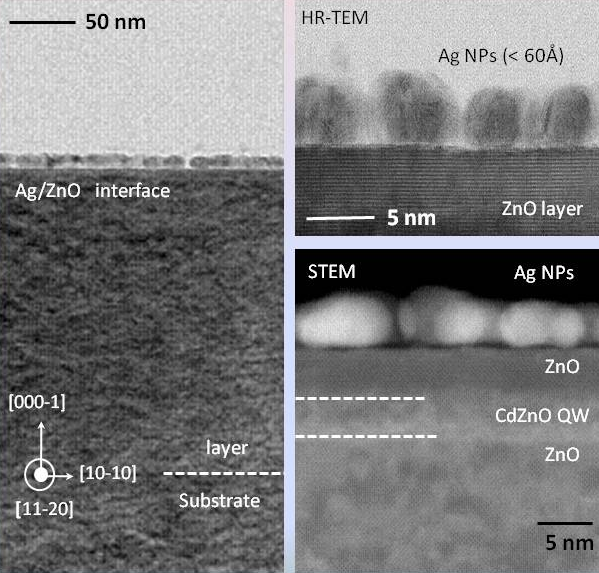 50 nm
Ag/ZnO interface
[000-1]
[10-10]
[11-20]
layer
Substrate
HR-TEM
Ag NPs (< 60Å)
5 nm
ZnO layer
STEM
Ag NPs
ZnO
CdZnO QW
ZnO
5 nm